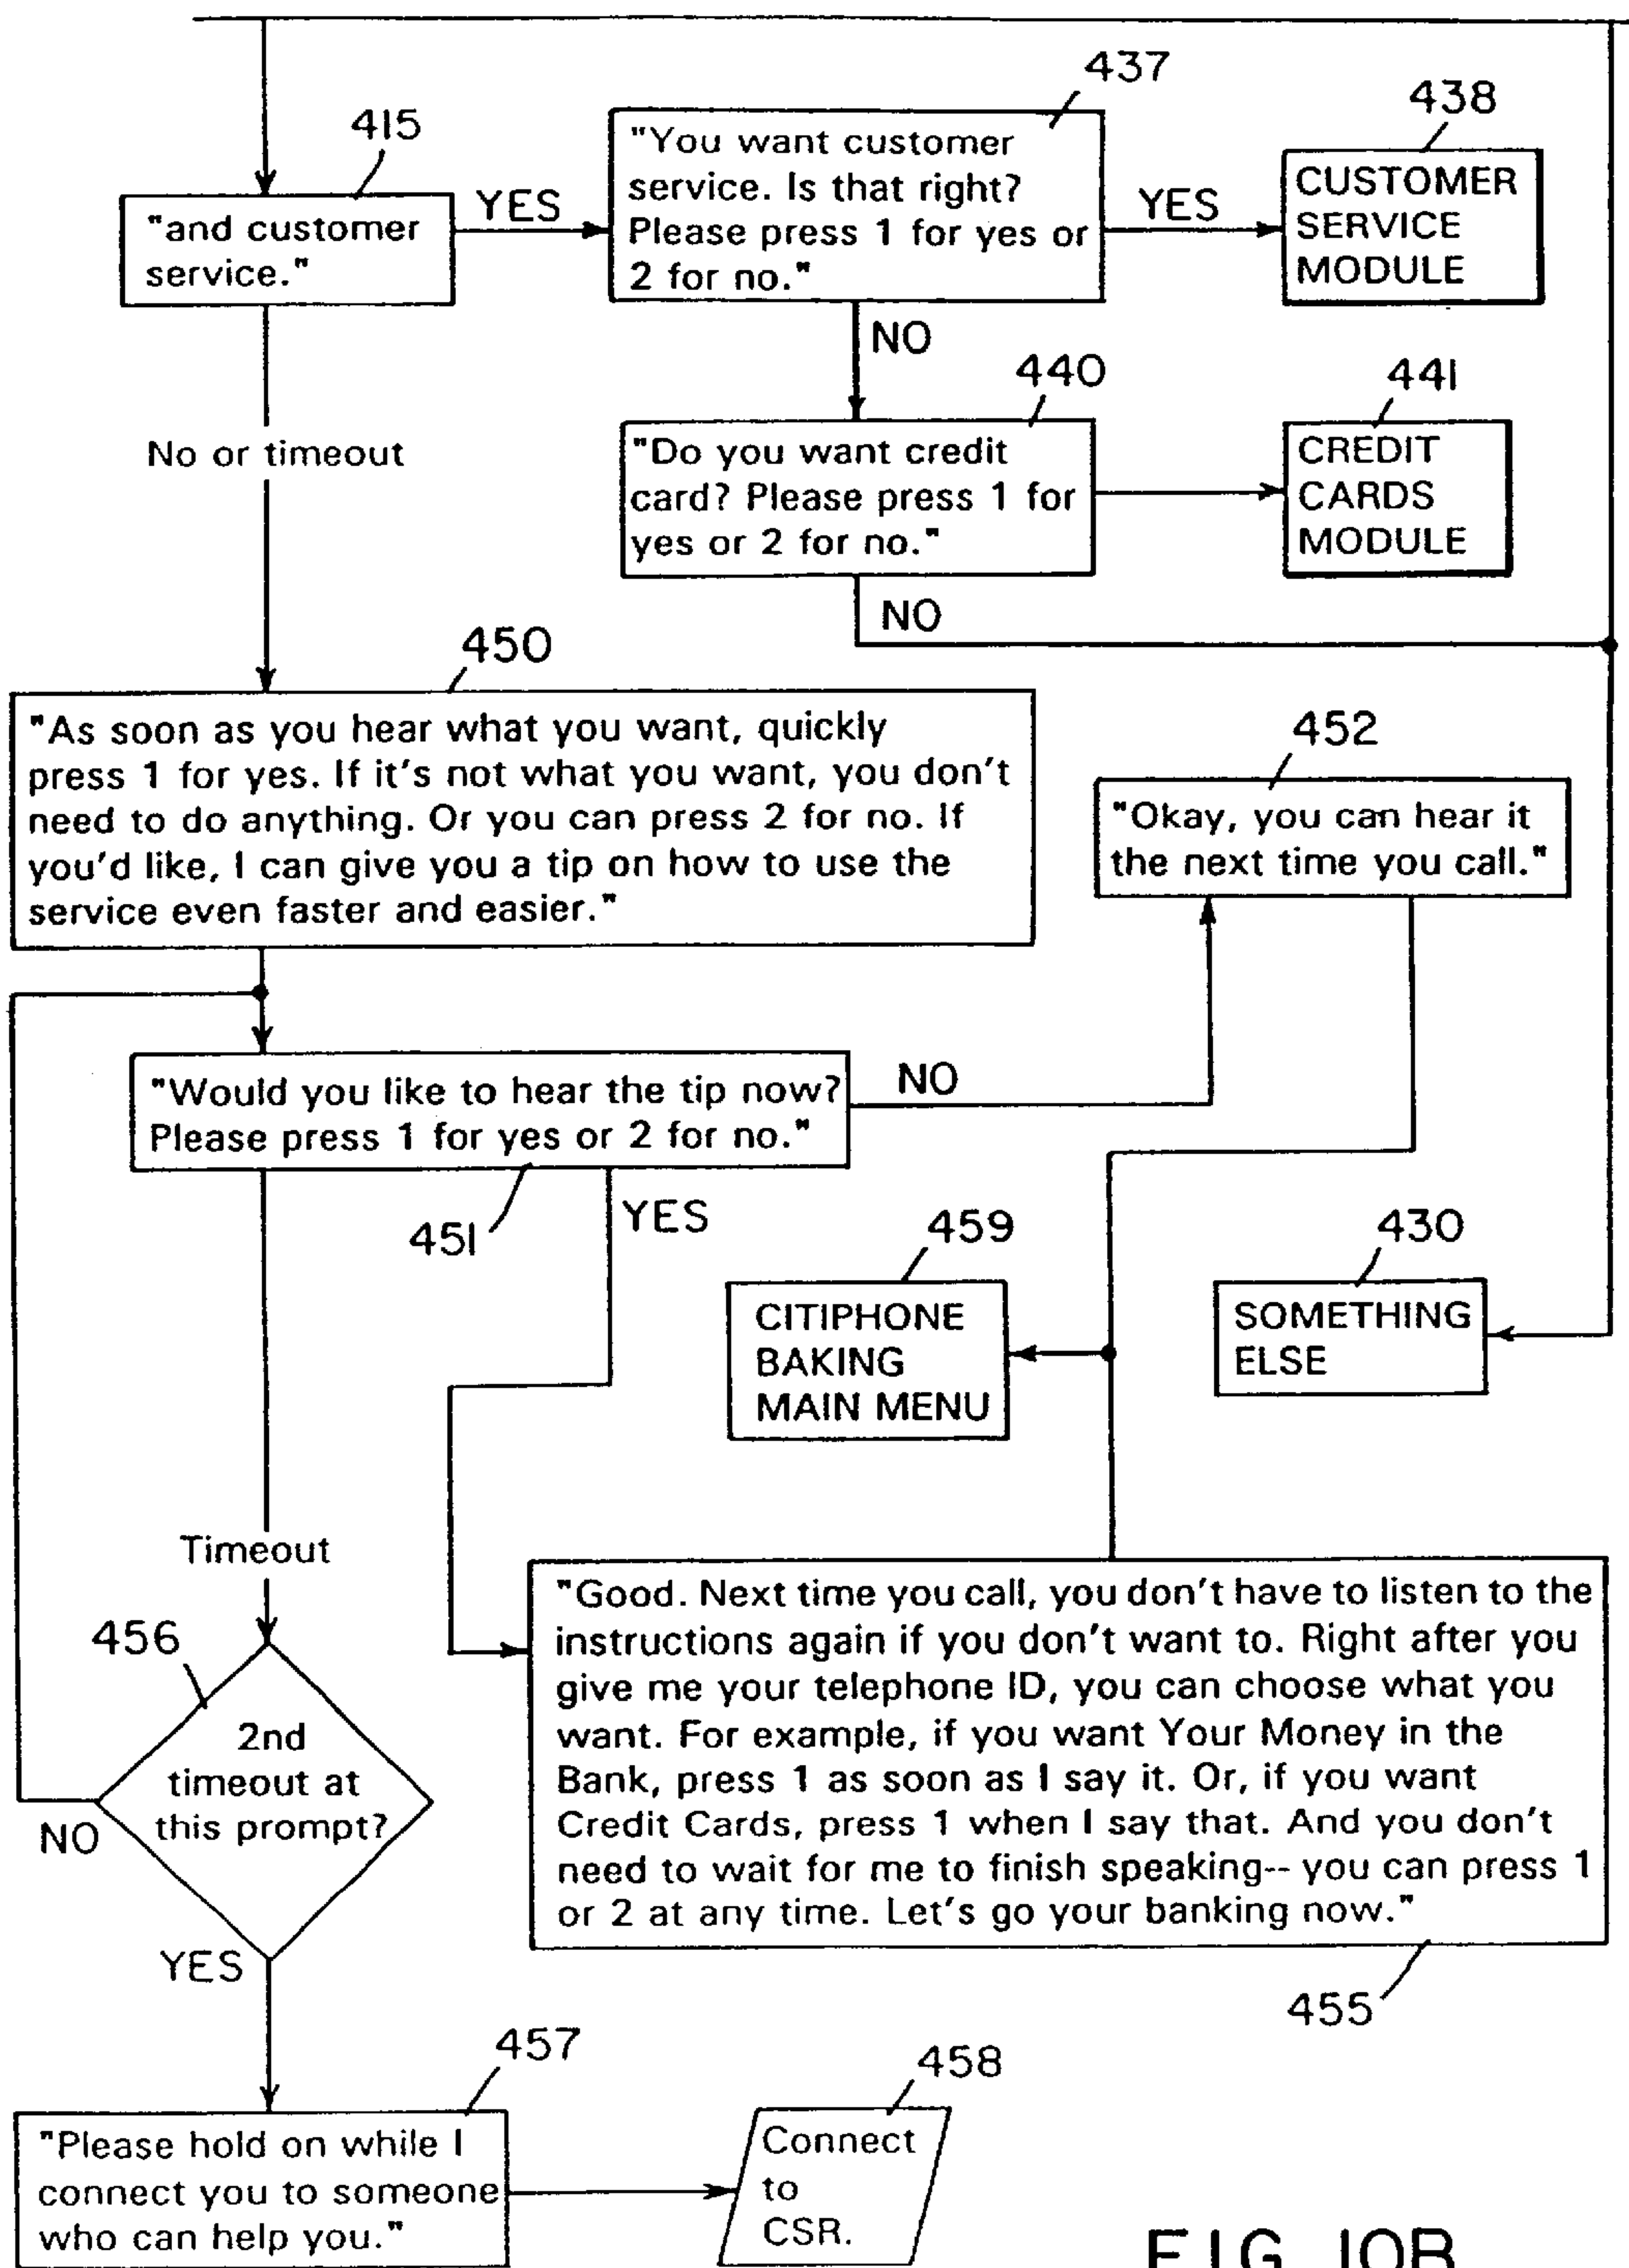 437
438
415
"You want customer
service. Is that right?
Please press 1 for yes or
2 for no."
CUSTOMER
SERVICE
MODULE
YES
YES
"and customer
service."
NO
440
441
No or timeout
"Do you want credit
card? Please press 1 for
yes or 2 for no."
CREDIT
CARDS
MODULE
NO
450
"As soon as you hear what you want, quickly
press 1 for yes. If it's not what you want, you don't
need to do anything. Or you can press 2 for no. If
you'd like, I can give you a tip on how to use the
service even faster and easier."
452
"Okay, you can hear it
the next time you call."
"Would you like to hear the tip now?
Please press 1 for yes or 2 for no."
NO
451
YES
459
430
CITIPHONE
BAKING
MAIN MENU
SOMETHING
ELSE
Timeout
"Good. Next time you call, you don't have to listen to the
instructions again if you don't want to. Right after you
give me your telephone ID, you can choose what you
want. For example, if you want Your Money in the
Bank, press 1 as soon as I say it. Or, if you want
Credit Cards, press 1 when I say that. And you don't
need to wait for me to finish speaking-- you can press 1
or 2 at any time. Let's go your banking now."
455
456
2nd
timeout at
this prompt?
NO
YES
457
458
"Please hold on while I
connect you to someone
who can help you."
Connect
to
CSR.
FIG. 10B